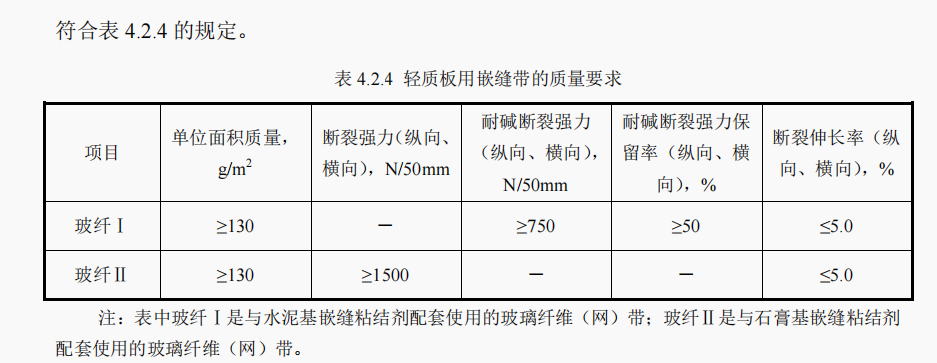 符合表 4.2.4 的规定。
表 4.2.4 轻质板用嵌缝带的质量要求
项目 单位面积质量，g/m² 断裂强力（纵向、横向），N/50mm 耐碱断裂强力（纵向、横向），N/50mm 耐碱断裂强力保留率（纵向、横向），% 断裂伸长率（纵向、横向），%
玻纤Ⅰ ≥130 － ≥750 ≥50 ≤5.0
玻纤Ⅱ ≥130 ≥1500 － － ≤5.0
注：表中玻纤Ⅰ是与水泥基嵌缝粘结剂配套使用的玻璃纤维（网）带；玻纤Ⅱ是与石膏基嵌缝粘结剂
配套使用的玻璃纤维（网）带。